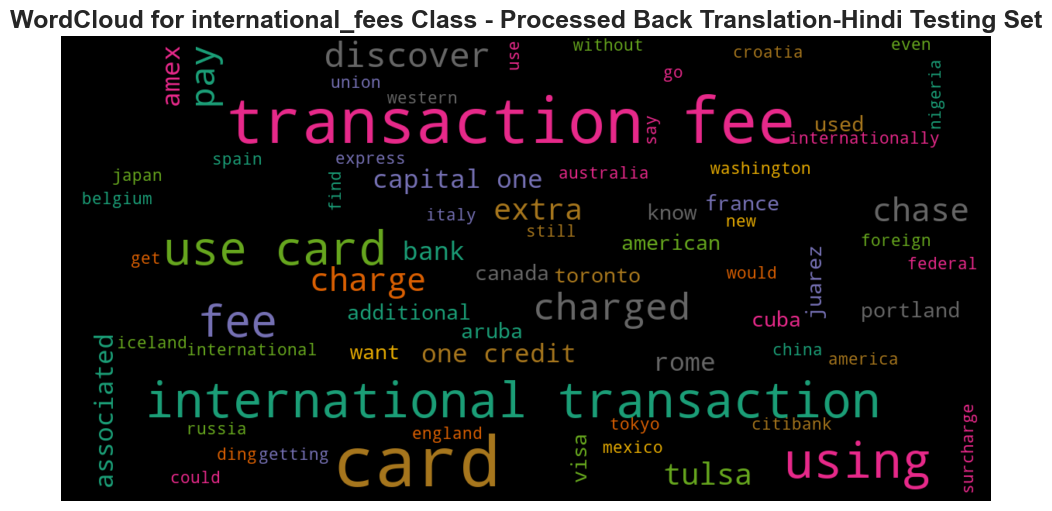 WordCloud for international_fees Class - Processed Back Translation-Hindi Testing Set
amex
pay
discover
use
without
croatia
even
union
go
western
nigeria
transaction fee
say
used
internationally
spain
express
washington
japan
find
capital one
australia
belgium
italy
extra
know
france
chase
new
still
use card
bank
american
foreign
get
charge
canada
toronto
would
juarez
federal
fee
additional
charged
cuba
portland
aruba
iceland
international
want
one credit
rome
china
america
associated
international transaction
russia
england
tokyo
citibank
ding
getting
card
visa
mexico
using
surcharge
could
tulsa